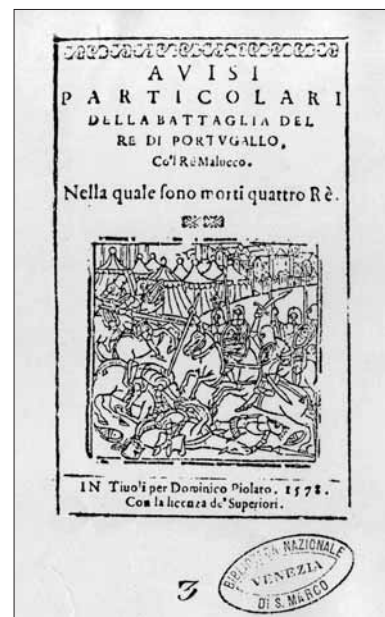 AVISI
PARTICOLARI
DELLA BATTAGLIA DEL
RE DI PORTVGALLO,
Co'l Rè Malucco.
Nella quale sono morti quattro Rè.
IN Tiuoli per Dominico Piolato. 1578.
Con la licenza de' Superiori.
BIBLIOTECA NAZIONALE
VENEZIA
DI S. MARCO
3